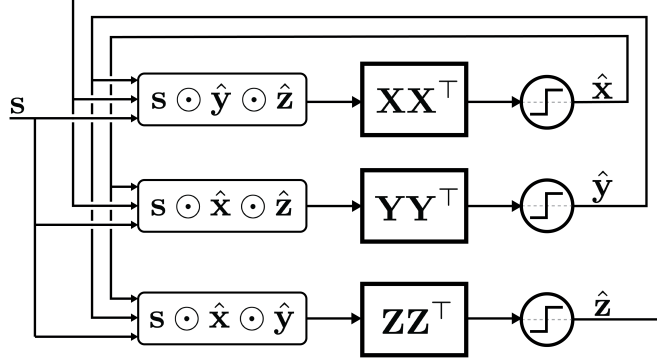 s ⊙ ŷ ⊙ ẑ XX⊤ x̂
s
s ⊙ x̂ ⊙ ẑ YY⊤ ŷ
s ⊙ x̂ ⊙ ŷ ZZ⊤ ẑ